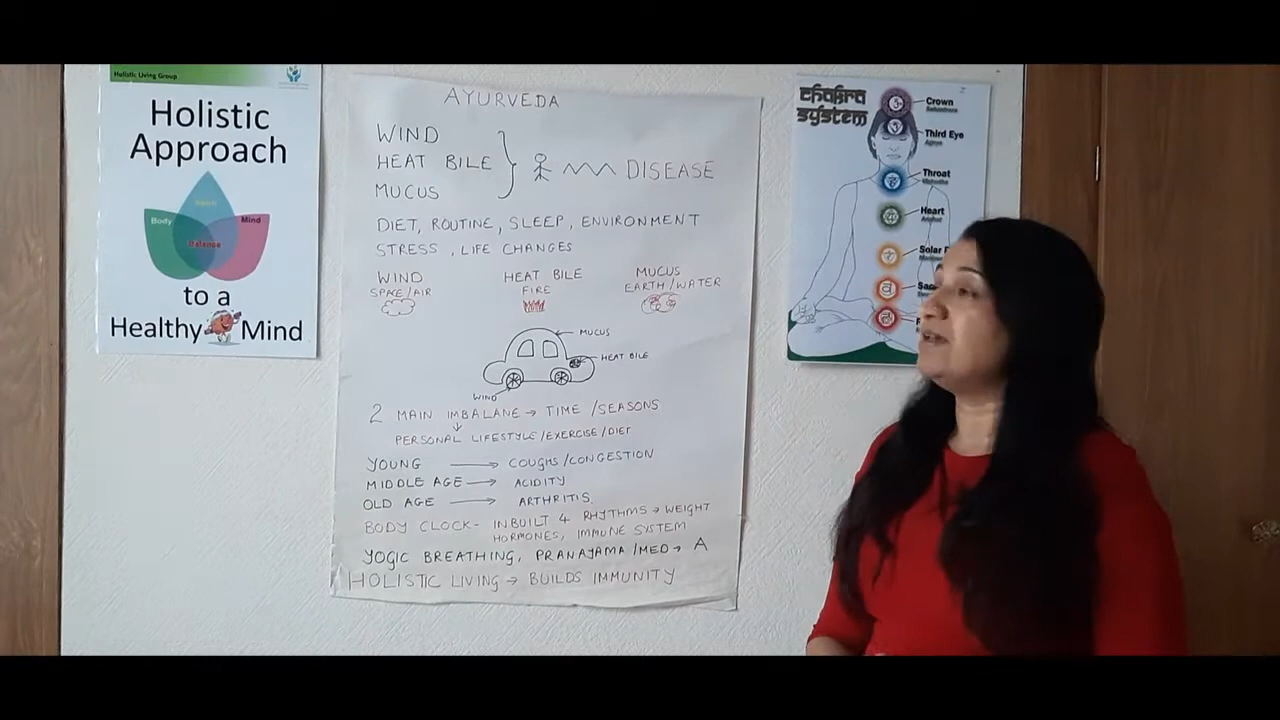 Holistic Living Group
Holistic
Approach
Spirit
Body
Mind
Balance
to a
Healthy Mind
AYURVEDA
WIND
HEAT BILE
MUCUS
DISEASE
DIET, ROUTINE, SLEEP, ENVIRONMENT
STRESS, LIFE CHANGES
WIND
SPAKE/AIR
HEAT BILE
FIRE
MUCUS
EARTH/WATER
MUCUS
HEAT BILE
WIND
2 MAIN IMBALANE → TIME /SEASONS
PERSONAL LIFESTYLE/EXERCISE/DIET
YOUNG → COUGHS/CONGESTION
MIDDLE AGE → ACIDITY
OLD AGE → ARTHRITIS
BODY CLOCK - INBUILT 4 RHYTHMS → WEIGHT
HORMONES, IMMUNE SYSTEM
YOGIC BREATHING, PRANAYAMA/MED → A
HOLISTIC LIVING → BUILDS IMMUNITY
Chakra
System
Crown
Third Eye
Throat
Heart
Solar